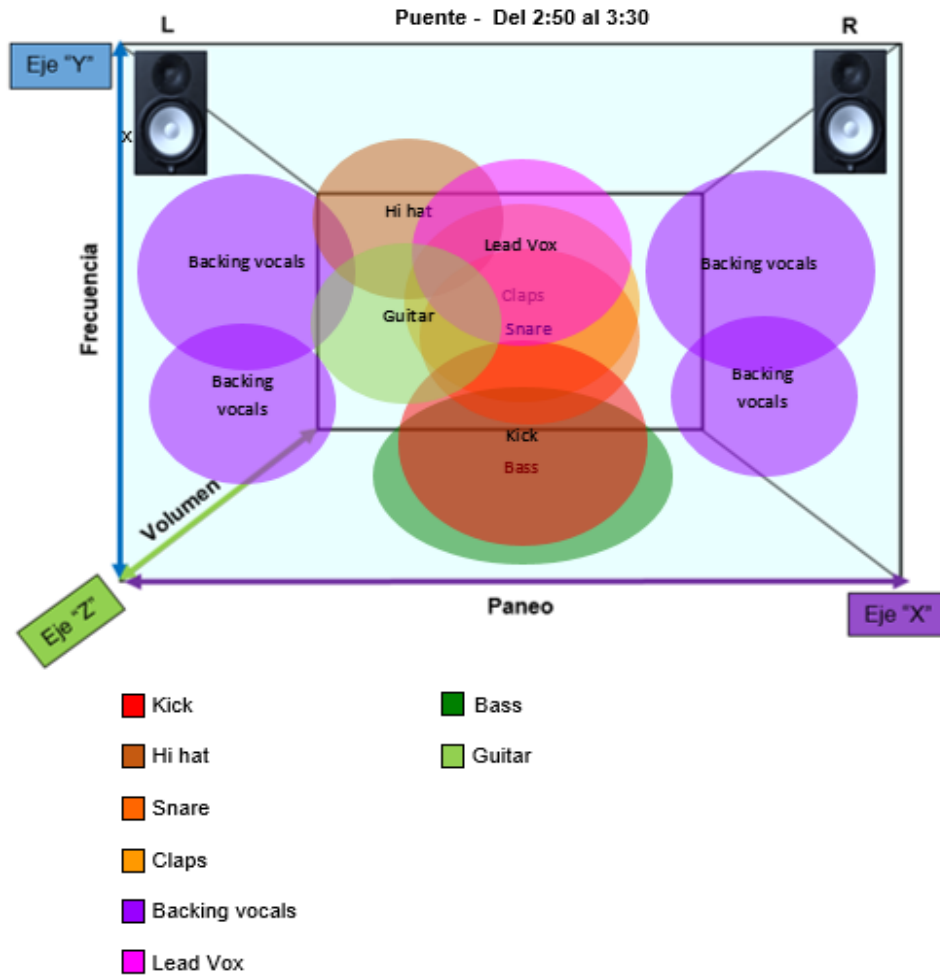 Puente - Del 2:50 al 3:30
L
R
Eje "Y"
x
Hi hat
Lead Vox
Backing vocals
Backing vocals
Claps
Guitar
Snare
Frecuencia
Backing
vocals
Backing
vocals
Kick
Bass
Volumen
Eje "Z"
Paneo
Eje "X"
Kick
Bass
Hi hat
Guitar
Snare
Claps
Backing vocals
Lead Vox